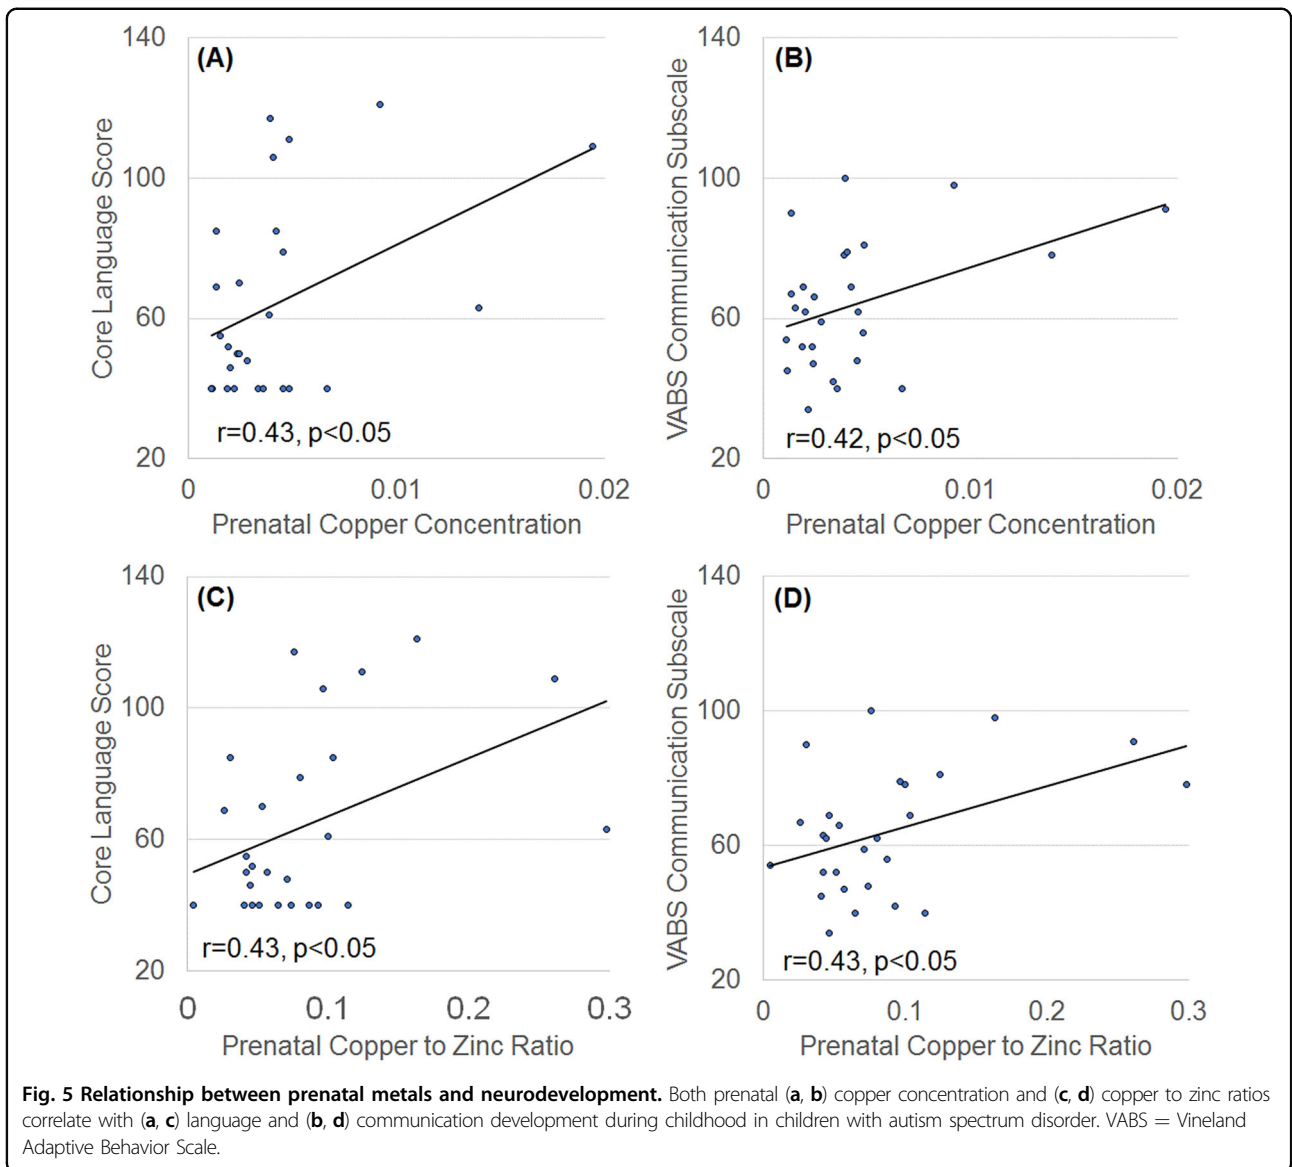 140
(A)
100
60
20
Core Language Score
r=0.43, p<0.05
0 0.01 0.02
Prenatal Copper Concentration
140
(B)
100
60
20
VABS Communication Subscale
r=0.42, p<0.05
0 0.01 0.02
Prenatal Copper Concentration
140
(C)
100
60
20
Core Language Score
r=0.43, p<0.05
0 0.1 0.2 0.3
Prenatal Copper to Zinc Ratio
140
(D)
100
60
20
VABS Communication Subscale
r=0.43, p<0.05
0 0.1 0.2 0.3
Prenatal Copper to Zinc Ratio
Fig. 5 Relationship between prenatal metals and neurodevelopment. Both prenatal (a, b) copper concentration and (c, d) copper to zinc ratios
correlate with (a, c) language and (b, d) communication development during childhood in children with autism spectrum disorder. VABS = Vineland
Adaptive Behavior Scale.